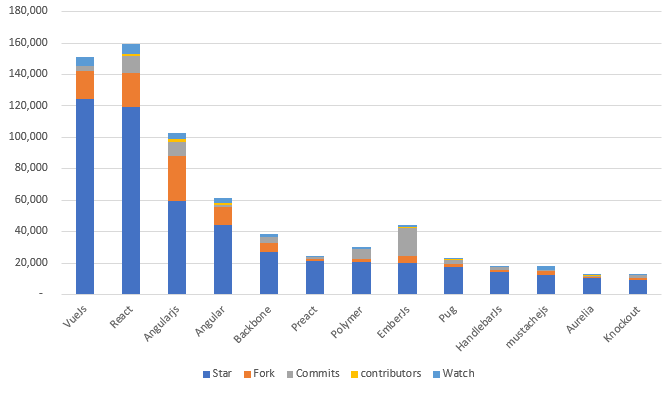 180,000
160,000
140,000
120,000
100,000
80,000
60,000
40,000
20,000
-
VueJs
React
Angularjs
Angular
Backbone
Preact
Polymer
EmberJs
Pug
HandlebarJs
mustachejs
Aurelia
Knockout
Star Fork Commits contributors Watch